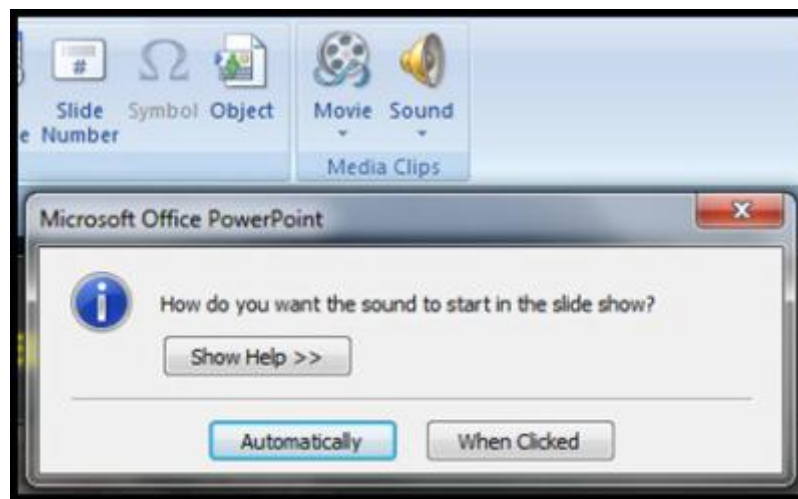 #
Slide Symbol Object Movie Sound
e Number
Media Clips
Microsoft Office PowerPoint
How do you want the sound to start in the slide show?
Show Help >>
Automatically When Clicked